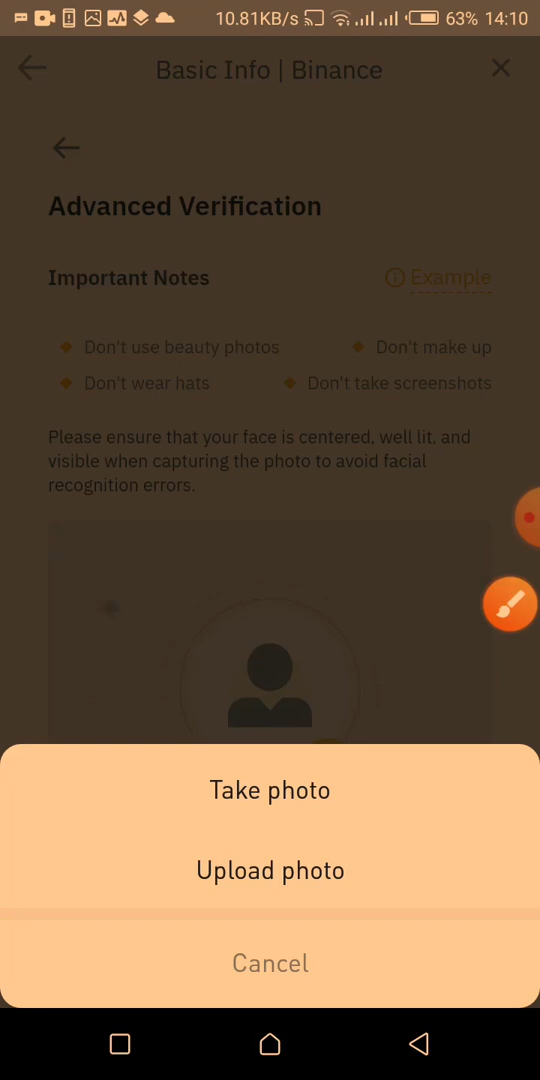 10.81KB/s 63% 14:10
Basic Info | Binance
Advanced Verification
Important Notes Example
Don't use beauty photos Don't make up
Don't wear hats Don't take screenshots
Please ensure that your face is centered, well lit, and
visible when capturing the photo to avoid facial
recognition errors.
Take photo
Upload photo
Cancel